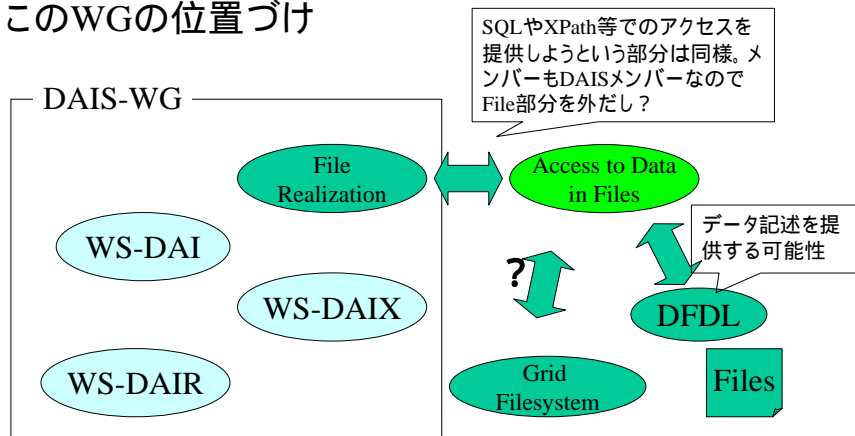 このWGの位置づけ
SQLやXPath等でのアクセスを
提供しようという部分は同様。メ
ンバーもDAISメンバーなので
File部分を外だし？
DAIS-WG
File
Realization
Access to Data
in Files
データ記述を提
供する可能性
WS-DAI
?
WS-DAIX
DFDL
WS-DAIR
Grid
Filesystem
Files